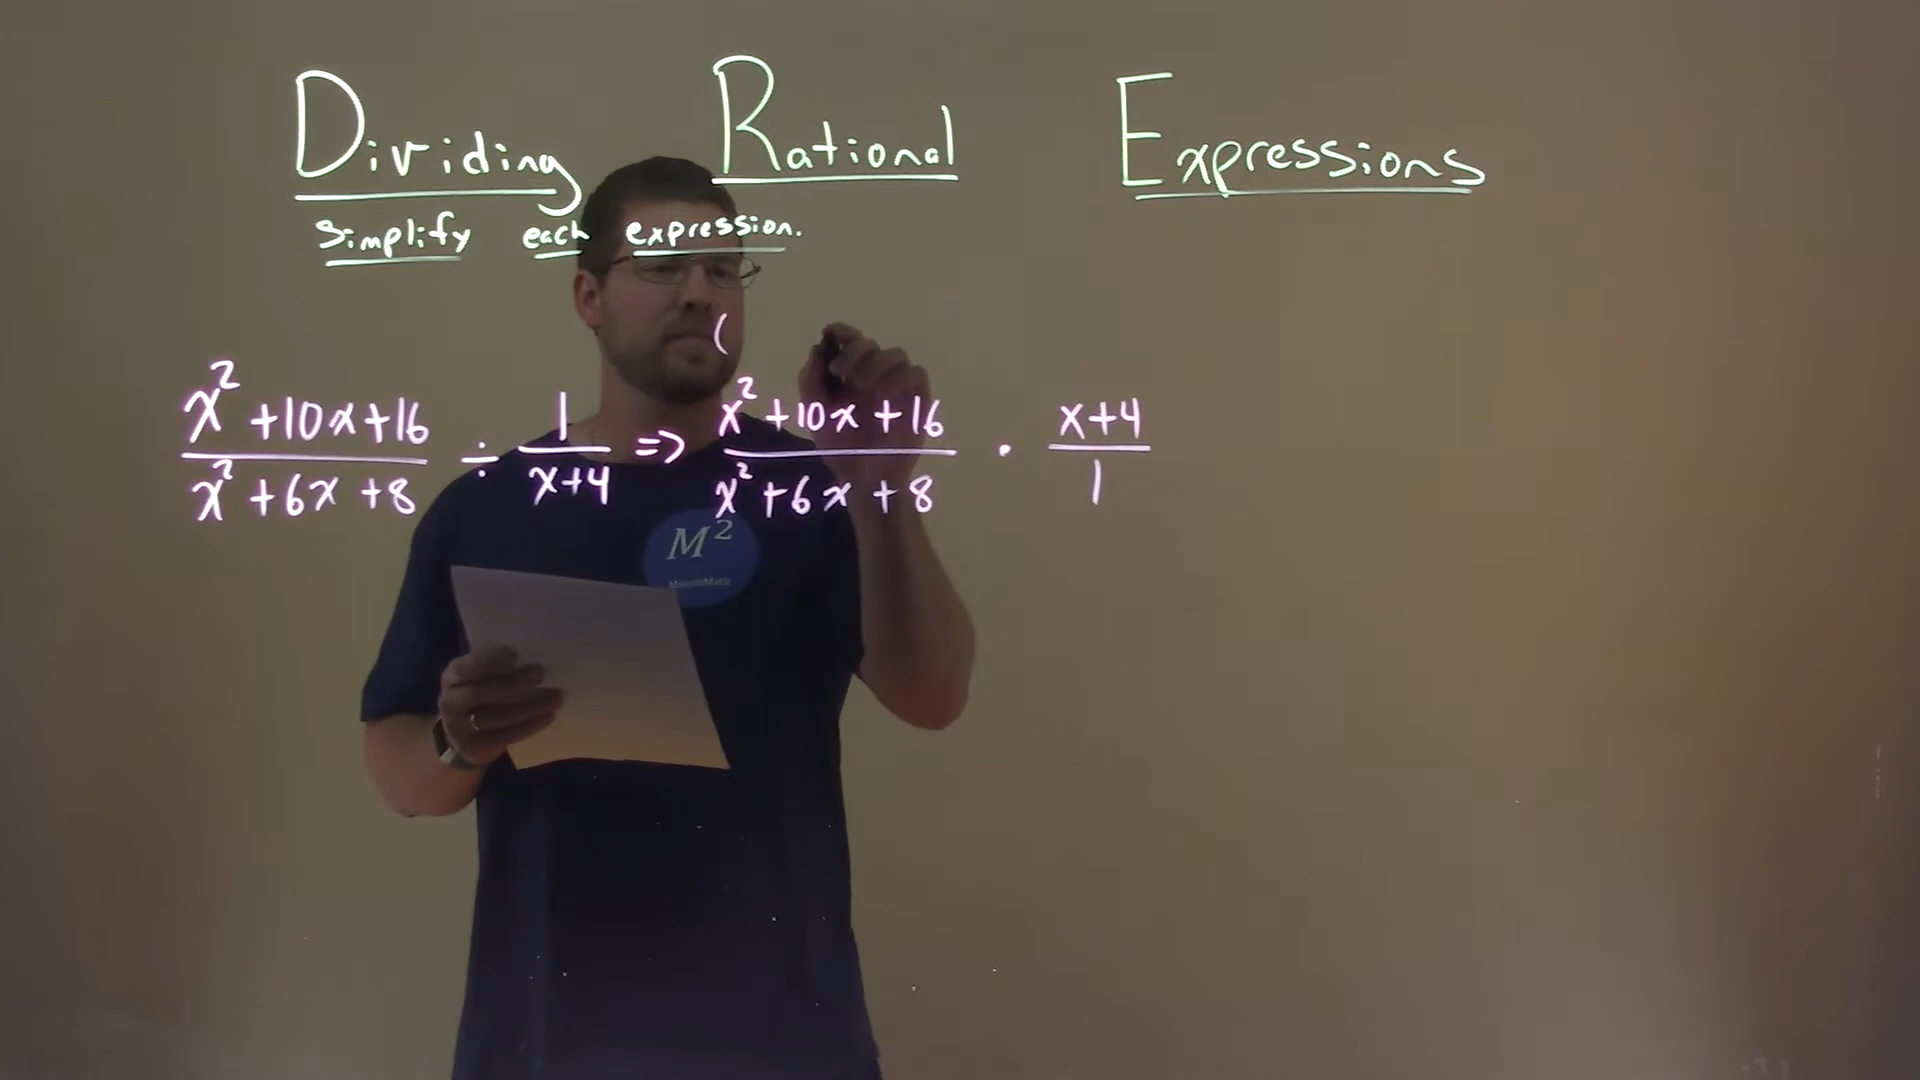 Dividing Rational Expressions
Simplify each expression.
(
x² +10x+16 / x² +6x +8 ÷ 1 / x+4 => x² +10x +16 / x² +6x +8 · x+4 / 1
M²